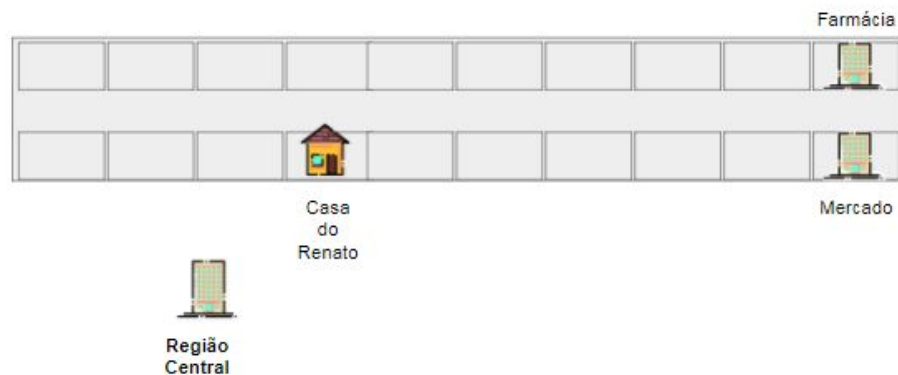 Farmácia
Casa
do
Renato
Mercado
Região
Central